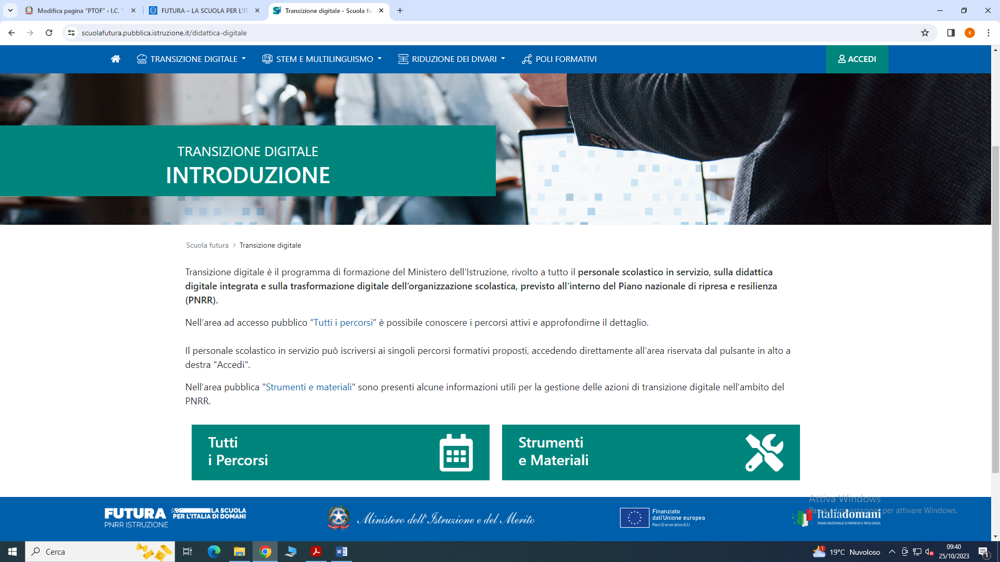 Modifica pagina “PTOF” ‹ I.C. "
FUTURA – LA SCUOLA PER L'IT
Transizione digitale - Scuola fu
scuolafutura.pubblica.istruzione.it/didattica-digitale
S
TRANSIZIONE DIGITALE
STEM E MULTILINGUISMO
RIDUZIONE DEI DIVARI
POLI FORMATIVI
ACCEDI
TRANSIZIONE DIGITALE
INTRODUZIONE
Scuola futura > Transizione digitale
Transizione digitale è il programma di formazione del Ministero dell'Istruzione, rivolto a tutto il personale scolastico in servizio, sulla didattica
digitale integrata e sulla trasformazione digitale dell’organizzazione scolastica, previsto all'interno del Piano nazionale di ripresa e resilienza
(PNRR).
Nell’area ad accesso pubblico “Tutti i percorsi” è possibile conoscere i percorsi attivi e approfondirne il dettaglio.
Il personale scolastico in servizio può iscriversi ai singoli percorsi formativi proposti, accedendo direttamente all'area riservata dal pulsante in alto a
destra "Accedi".
Nell'area pubblica "Strumenti e materiali" sono presenti alcune informazioni utili per la gestione delle azioni di transizione digitale nell'ambito del
PNRR.
Tutti
i Percorsi
Strumenti
e Materiali
Attiva Windows
Passa a Impostazioni per attivare Windows.
FUTURA
LA SCUOLA
PER L'ITALIA DI DOMANI
PNRR ISTRUZIONE
Ministero dell'Istruzione e del Merito
Finanziato
dall'Unione europea
NextGenerationEU
Italiadomani
PIANO NAZIONALE DI RIPRESA E RESILIENZA
Cerca
1
19°C Nuvoloso
09:40
25/10/2023
1